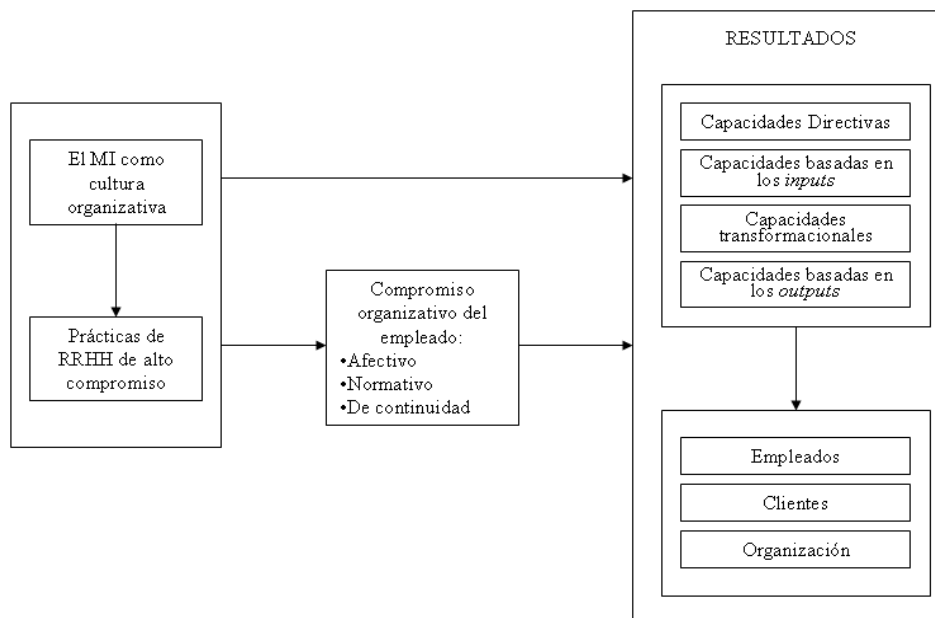 El MI como
cultura
organizativa
Prácticas de
RRHH de alto
compromiso
Compromiso
organizativo del
empleado:
•Afectivo
•Normativo
•De continuidad
RESULTADOS
Capacidades Directivas
Capacidades basadas en
los inputs
Capacidades
transformacionales
Capacidades basadas en
los outputs
Empleados
Clientes
Organización